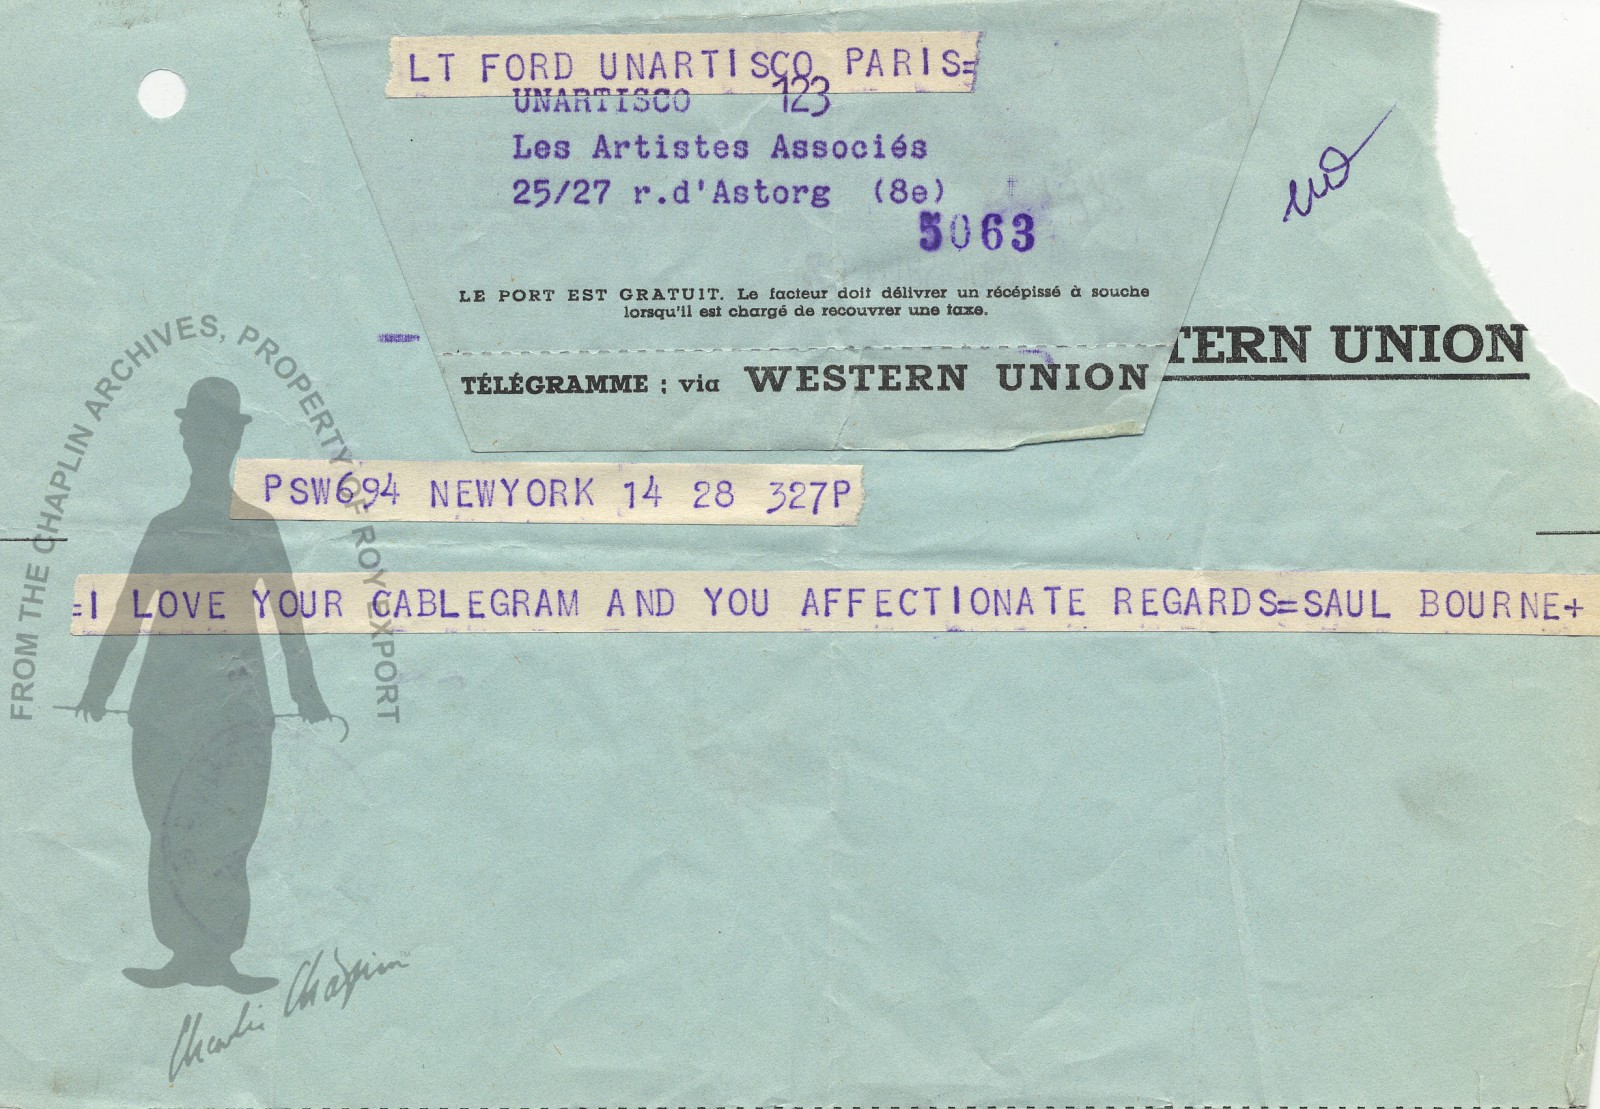 LT FORD UNARTISCO PARIS=
UNARTISCO 123
Les Artistes Associés
25/27 r.d'Astorg (8e)
5063
LE PORT EST GRATUIT. Le facteur doit délivrer un récépissé à souche
lorsqu'il est chargé de recouvrer une taxe.
TÉLÉGRAMME : via WESTERN UNION
TERN UNION
PSW694 NEWYORK 14 28 327P
=I LOVE YOUR CABLEGRAM AND YOU AFFECTIONATE REGARDS=SAUL BOURNE+
FROM THE CHAPLIN ARCHIVES, PROPERTY OF ROY EXPORT
Charlie Chaplin